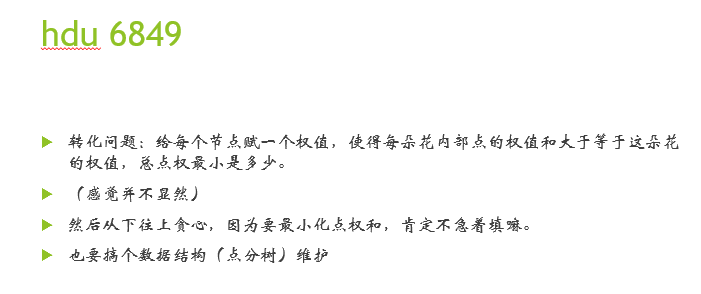 hdu 6849
转化问题：给每个节点赋一个权值，使得每朵花内部点的权值和大于等于这朵花
的权值，总点权最小是多少。
（感觉并不显然）
然后从下往上贪心，因为要最小化点权和，肯定不急着填嘛。
也要搞个数据结构（点分树）维护